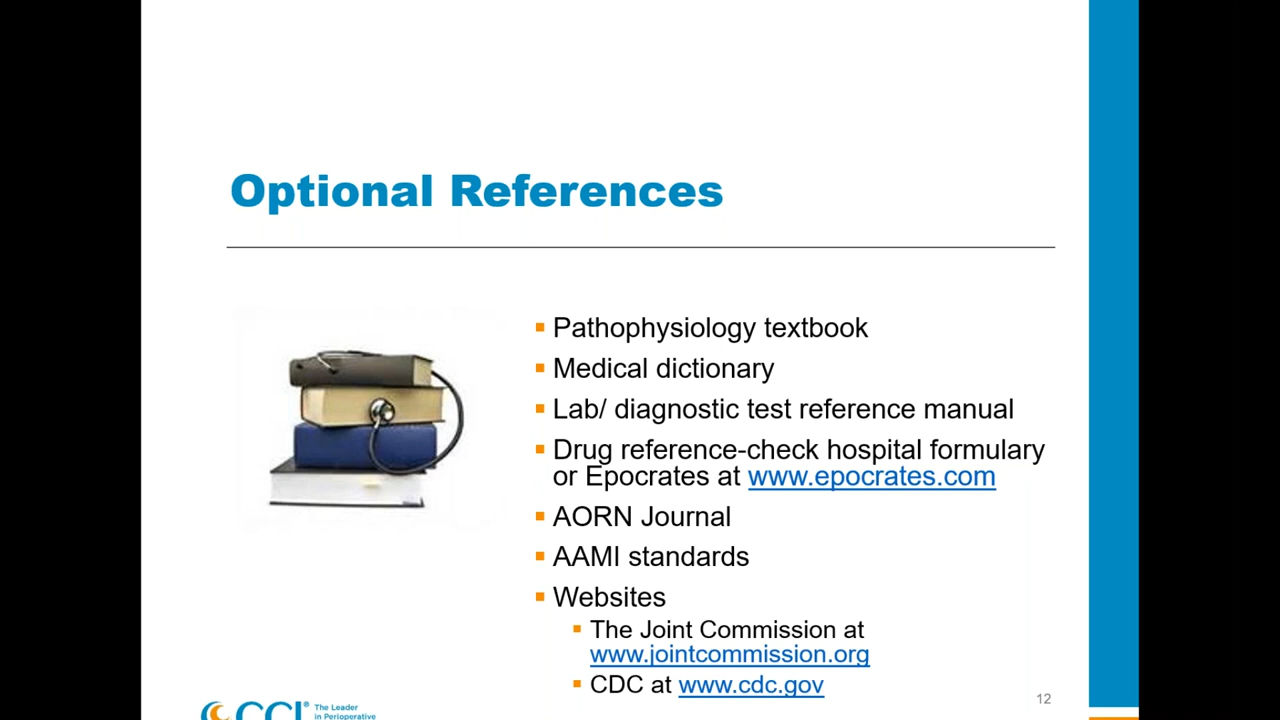 Optional References
Pathophysiology textbook
Medical dictionary
Lab/ diagnostic test reference manual
Drug reference-check hospital formulary
or Epocrates at www.epocrates.com
AORN Journal
AAMI standards
Websites
The Joint Commission at
www.jointcommission.org
CDC at www.cdc.gov
CCI® The Leader
in Perioperative
12